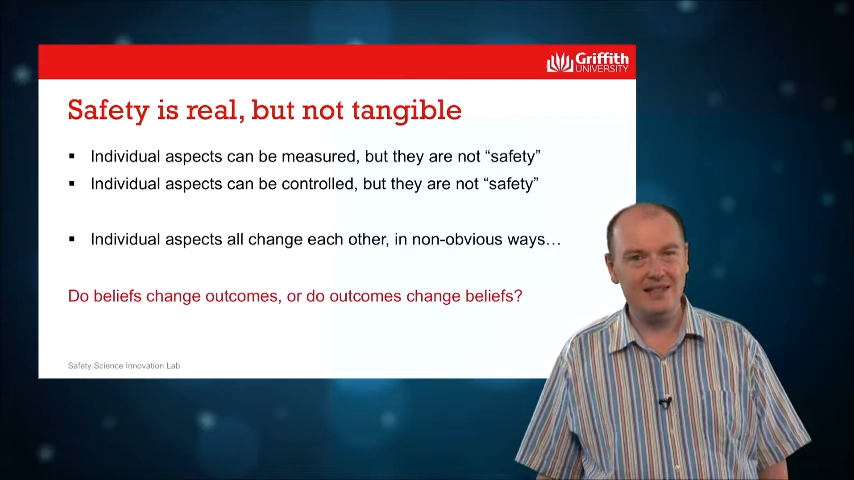 Griffith
UNIVERSITY
Safety is real, but not tangible
▪ Individual aspects can be measured, but they are not “safety”
▪ Individual aspects can be controlled, but they are not “safety”
▪ Individual aspects all change each other, in non-obvious ways…
Do beliefs change outcomes, or do outcomes change beliefs?
Safety Science Innovation Lab